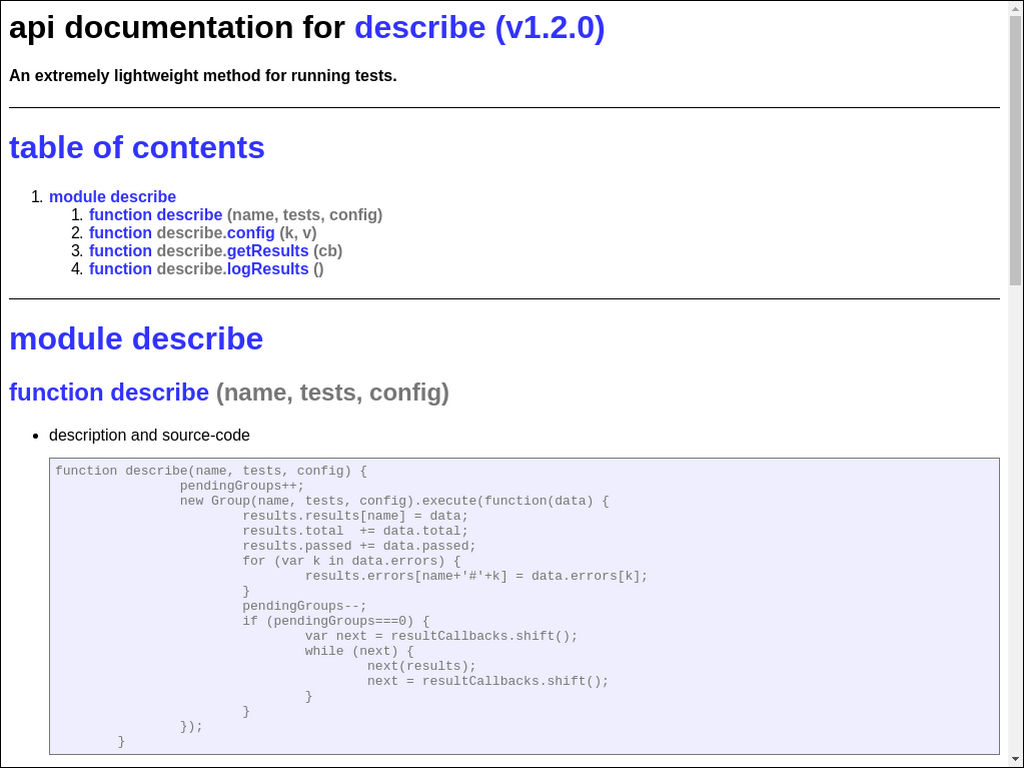 api documentation for describe (v1.2.0)
An extremely lightweight method for running tests.
table of contents
1. module describe
1. function describe (name, tests, config)
2. function describe.config (k, v)
3. function describe.getResults (cb)
4. function describe.logResults ()
module describe
function describe (name, tests, config)
• description and source-code
function describe(name, tests, config) {
                pendingGroups++;
                new Group(name, tests, config).execute(function(data) {
                        results.results[name] = data;
                        results.total  += data.total;
                        results.passed += data.passed;
                        for (var k in data.errors) {
                                results.errors[name+'#'+k] = data.errors[k];
                        }
                        pendingGroups--;
                        if (pendingGroups===0) {
                                var next = resultCallbacks.shift();
                                while (next) {
                                        next(results);
                                        next = resultCallbacks.shift();
                                }
                        }
                });
        }